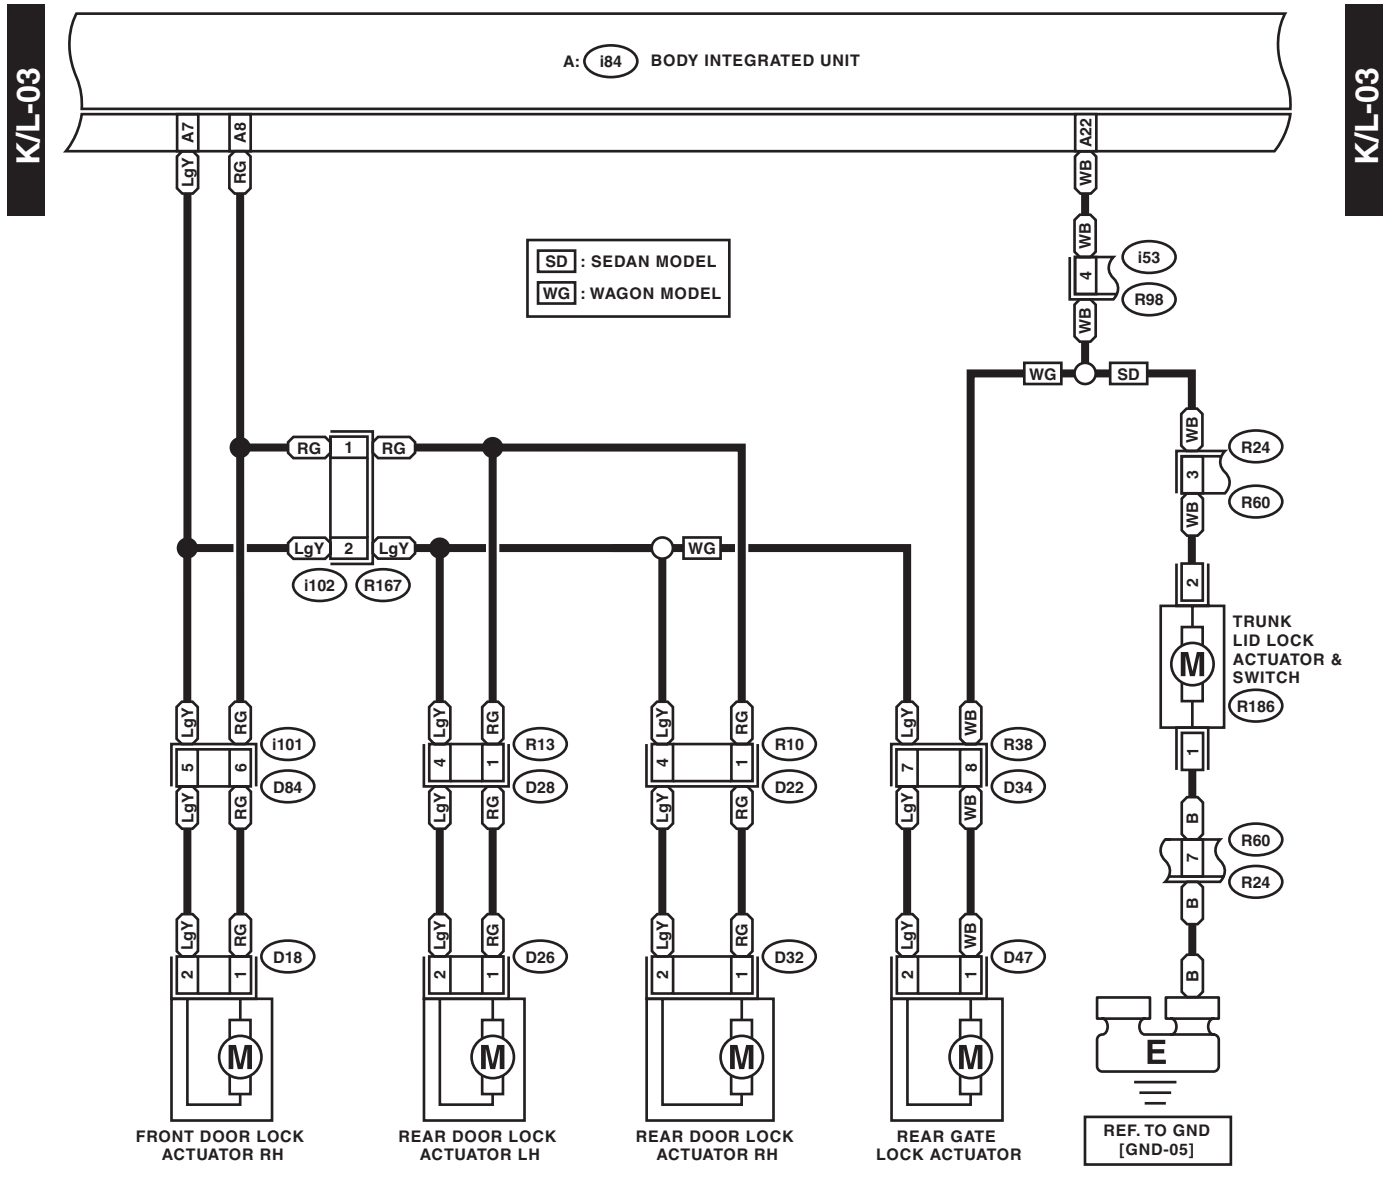 K/L-03
K/L-03
A: i84 BODY INTEGRATED UNIT
A7
A8
A22
LgY
RG
WB
WB
SD : SEDAN MODEL
WG : WAGON MODEL
4
i53
R98
WB
WG
SD
WB
RG
1
RG
R24
3
R60
WB
LgY
2
LgY
WG
i102
R167
2
TRUNK
LID LOCK
ACTUATOR &
SWITCH
M
R186
LgY
RG
LgY
RG
LgY
RG
LgY
WB
5
6
i101
D84
4
1
R13
D28
4
1
R10
D22
7
8
R38
D34
1
LgY
RG
LgY
RG
LgY
RG
LgY
WB
B
7
R60
R24
B
LgY
RG
LgY
RG
LgY
RG
LgY
WB
2
1
D18
2
1
D26
2
1
D32
2
1
D47
B
M
M
M
M
E
FRONT DOOR LOCK
ACTUATOR RH
REAR DOOR LOCK
ACTUATOR LH
REAR DOOR LOCK
ACTUATOR RH
REAR GATE
LOCK ACTUATOR
REF. TO GND
[GND-05]